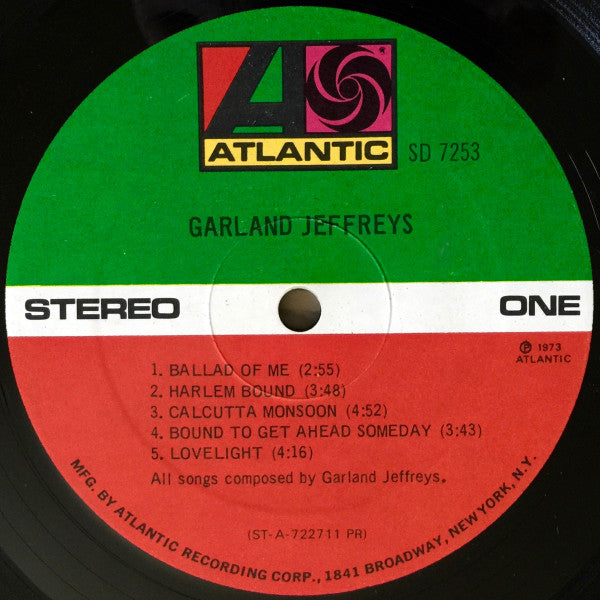 ATLANTIC
SD 7253
GARLAND JEFFREYS
STEREO
ONE
℗ 1973
ATLANTIC
1. BALLAD OF ME (2:55)
2. HARLEM BOUND (3:48)
3. CALCUTTA MONSOON (4:52)
4. BOUND TO GET AHEAD SOMEDAY (3:43)
5. LOVELIGHT (4:16)
All songs composed by Garland Jeffreys.
(ST-A-722711 PR)
MFG. BY ATLANTIC RECORDING CORP., 1841 BROADWAY, NEW YORK, N.Y.